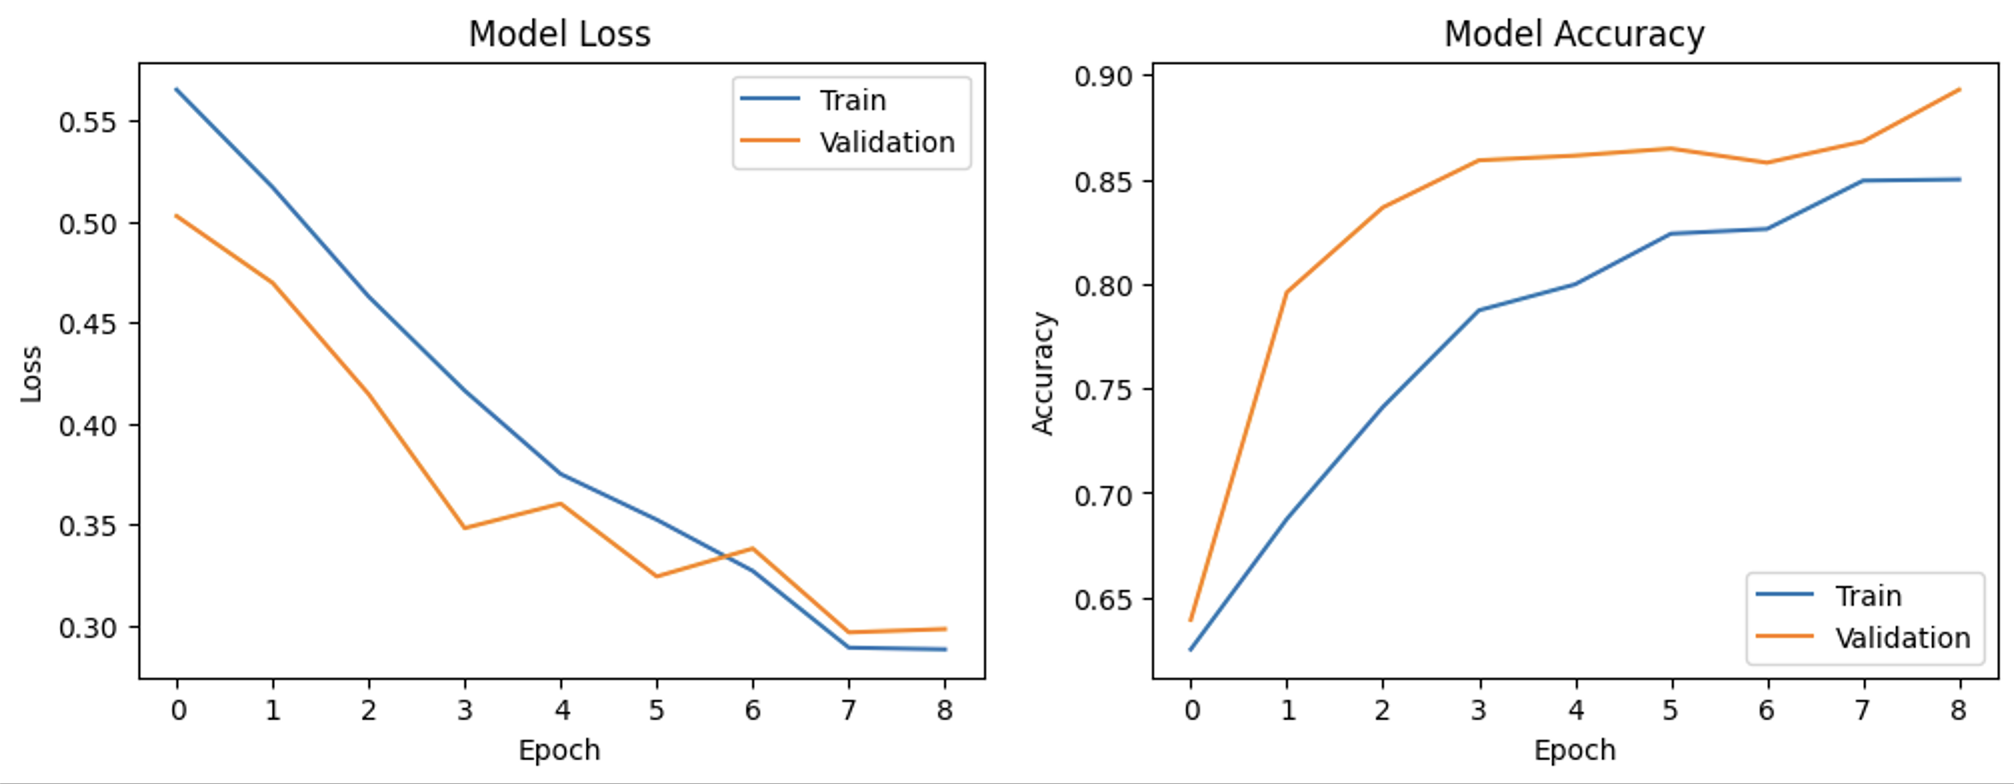 Model Loss
Train
Validation
0.55
0.50
0.45
0.40
0.35
0.30
Loss
0 1 2 3 4 5 6 7 8
Epoch
Model Accuracy
0.90
0.85
0.80
0.75
0.70
0.65
Accuracy
Train
Validation
0 1 2 3 4 5 6 7 8
Epoch